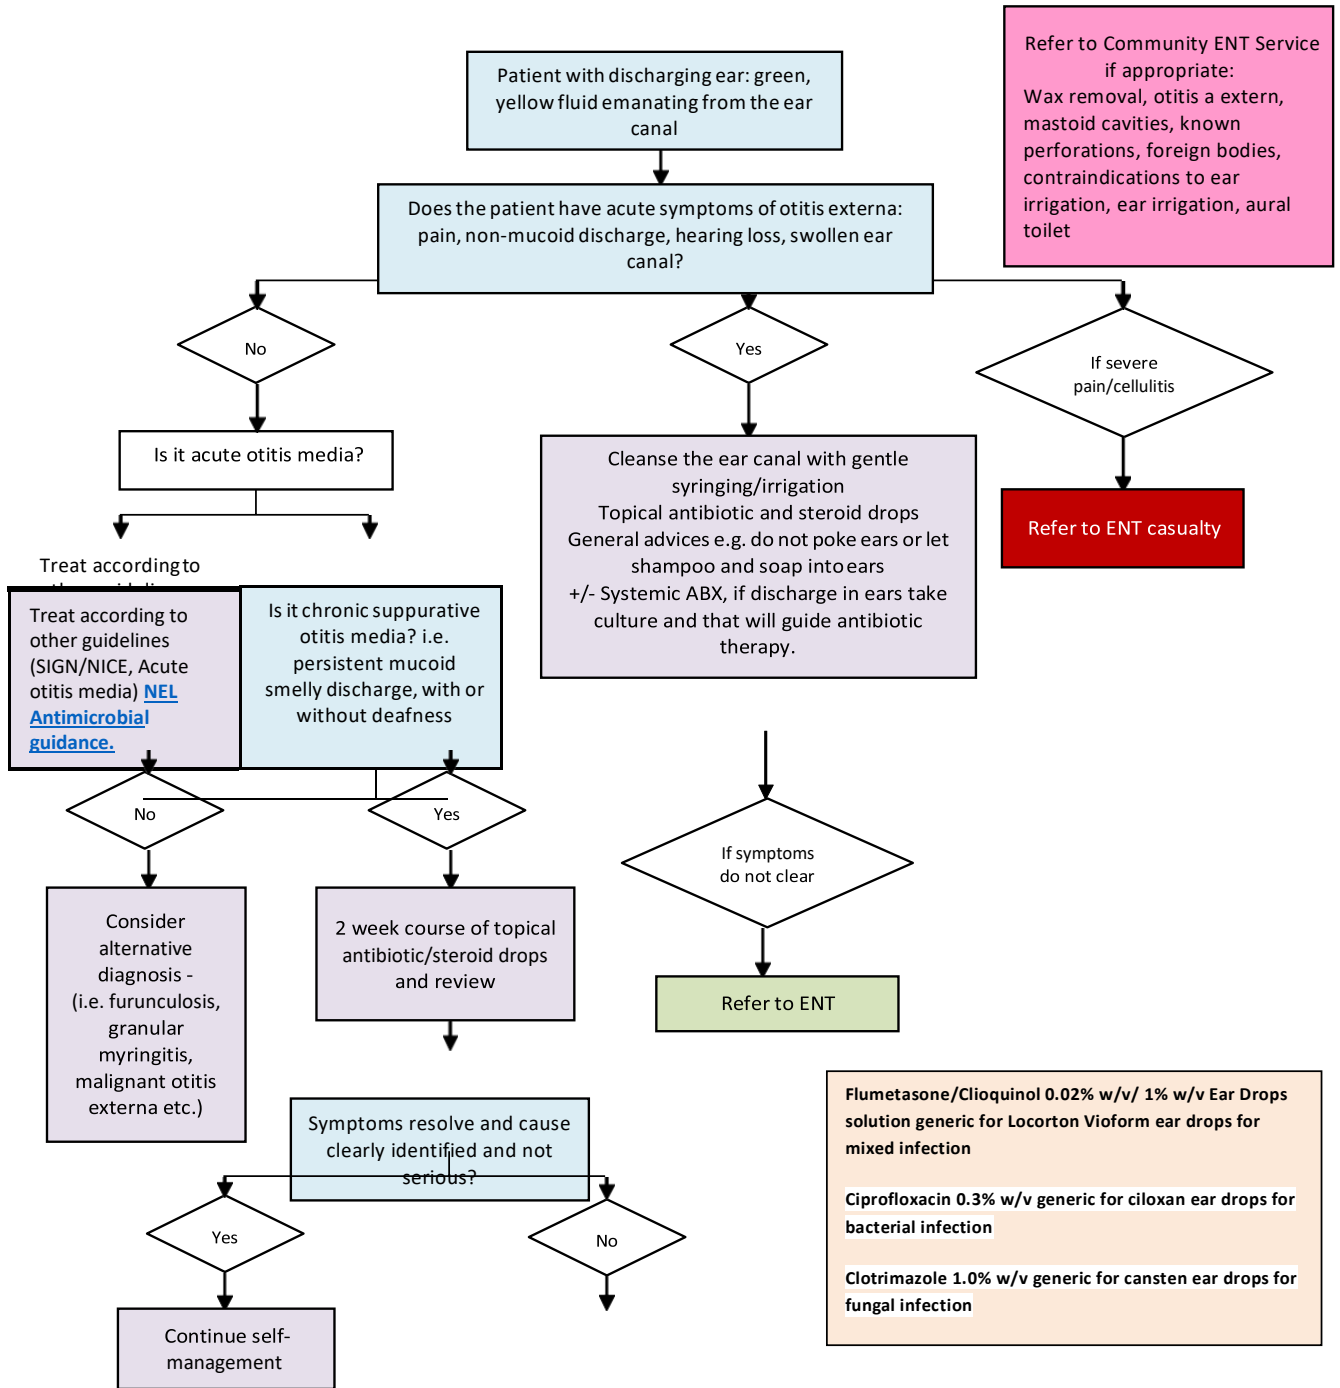 Patient with discharging ear: green,
yellow fluid emanating from the ear
canal
Refer to Community ENT Service
if appropriate:
Wax removal, otitis a extern,
mastoid cavities, known
perforations, foreign bodies,
contraindications to ear
irrigation, ear irrigation, aural
toilet
Does the patient have acute symptoms of otitis externa:
pain, non-mucoid discharge, hearing loss, swollen ear
canal?
No
Yes
If severe
pain/cellulitis
Is it acute otitis media?
Cleanse the ear canal with gentle
syringing/irrigation
Topical antibiotic and steroid drops
General advices e.g. do not poke ears or let
shampoo and soap into ears
+/- Systemic ABX, if discharge in ears take
culture and that will guide antibiotic
therapy.
Refer to ENT casualty
Treat according to
Treat according to
other guidelines
(SIGN/NICE, Acute
otitis media) NEL
Antimicrobial
guidance.
Is it chronic suppurative
otitis media? i.e.
persistent mucoid
smelly discharge, with or
without deafness
No
Yes
If symptoms
do not clear
Consider
alternative
diagnosis -
(i.e. furunculosis,
granular
myringitis,
malignant otitis
externa etc.)
2 week course of topical
antibiotic/steroid drops
and review
Refer to ENT
Symptoms resolve and cause
clearly identified and not
serious?
Yes
No
Continue self-
management
Flumetasone/Clioquinol 0.02% w/v/ 1% w/v Ear Drops
solution generic for Locorton Vioform ear drops for
mixed infection
Ciprofloxacin 0.3% w/v generic for ciloxan ear drops for
bacterial infection
Clotrimazole 1.0% w/v generic for cansten ear drops for
fungal infection